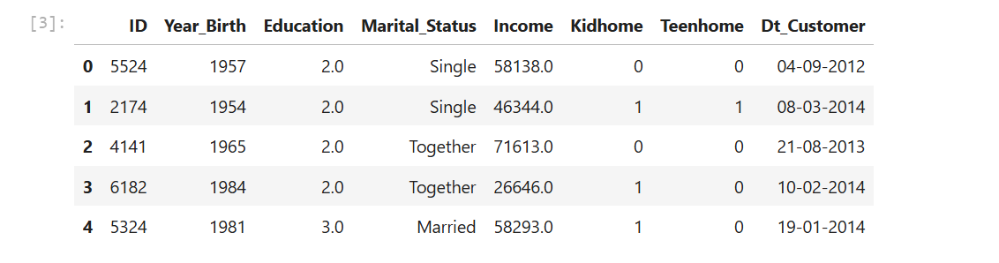 [3]:
ID Year_Birth Education Marital_Status Income Kidhome Teenhome Dt_Customer
0 5524 1957 2.0 Single 58138.0 0 0 04-09-2012
1 2174 1954 2.0 Single 46344.0 1 1 08-03-2014
2 4141 1965 2.0 Together 71613.0 0 0 21-08-2013
3 6182 1984 2.0 Together 26646.0 1 0 10-02-2014
4 5324 1981 3.0 Married 58293.0 1 0 19-01-2014